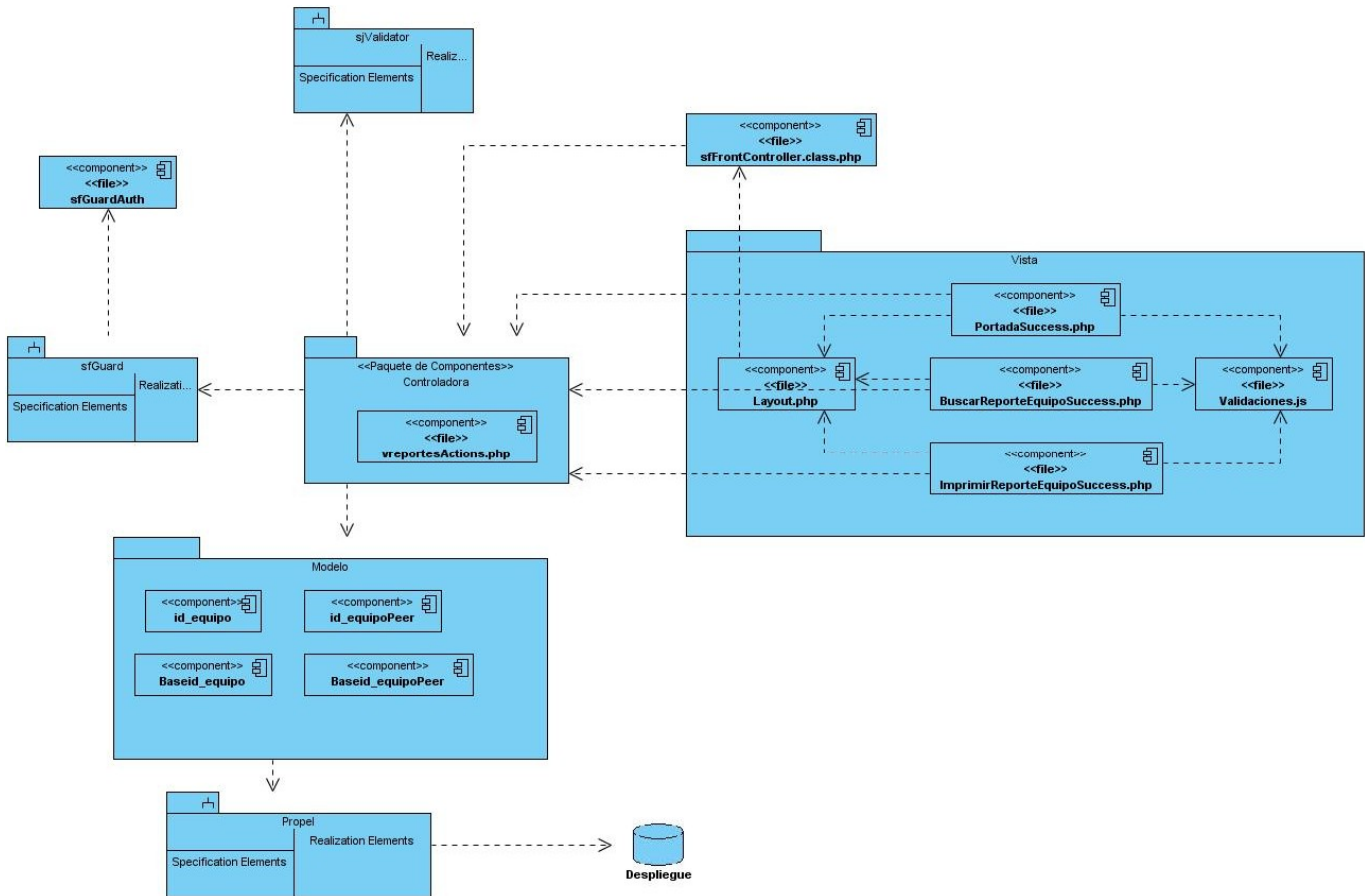 sjValidator
Realiz...
Specification Elements
<<component>>
<<file>>
sfFrontController.class.php
<<component>>
<<file>>
sfGuardAuth
Vista
<<component>>
<<file>>
PortadaSuccess.php
sfGuard
Realizati...
Specification Elements
<<Paquete de Componentes>>
Controladora
<<component>>
<<file>>
vreportesActions.php
<<component>>
<<file>>
Layout.php
<<component>>
<<file>>
BuscarReporteEquipoSuccess.php
<<component>>
<<file>>
Validaciones.js
<<component>>
<<file>>
ImprimirReporteEquipoSuccess.php
Modelo
<<component>>
id_equipo
<<component>>
id_equipoPeer
<<component>>
Baseid_equipo
<<component>>
Baseid_equipoPeer
Propel
Realization Elements
Specification Elements
Despliegue